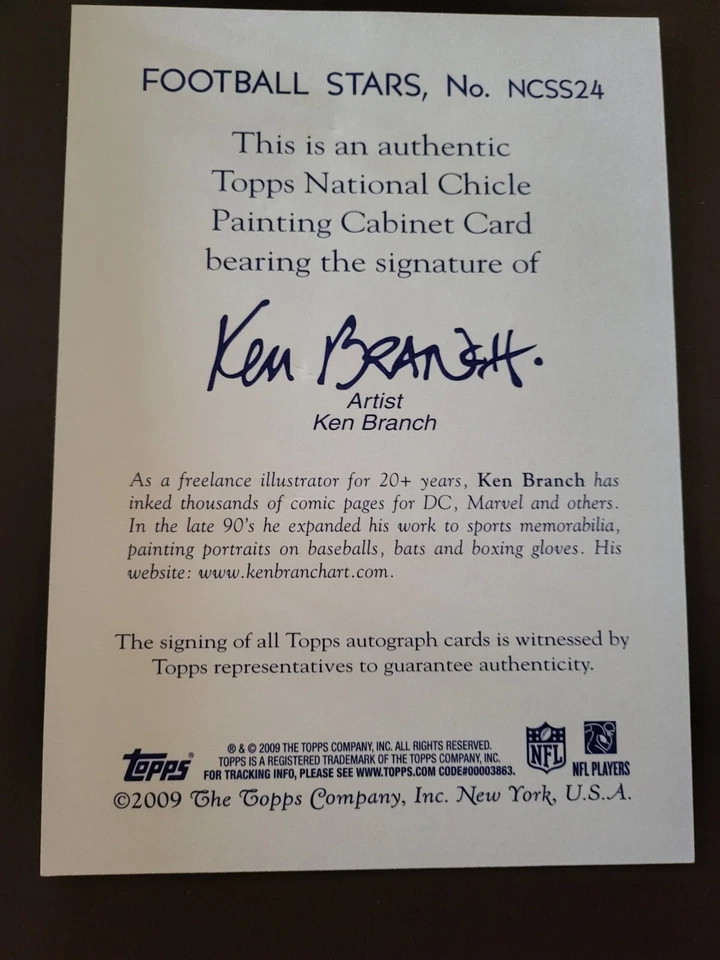 FOOTBALL STARS, No. NCSS24
This is an authentic
Topps National Chicle
Painting Cabinet Card
bearing the signature of
Ken BRANCH.
Artist
Ken Branch
As a freelance illustrator for 20+ years, Ken Branch has
inked thousands of comic pages for DC, Marvel and others.
In the late 90's he expanded his work to sports memorabilia,
painting portraits on baseballs, bats and boxing gloves. His
website: www.kenbranchart.com.
The signing of all Topps autograph cards is witnessed by
Topps representatives to guarantee authenticity.
topps®
® & © 2009 THE TOPPS COMPANY, INC. ALL RIGHTS RESERVED.
TOPPS IS A REGISTERED TRADEMARK OF THE TOPPS COMPANY, INC.
FOR TRACKING INFO, PLEASE SEE WWW.TOPPS.COM CODE#00003863.
NFL
NFL PLAYERS
©2009 The Topps Company, Inc. New York, U.S.A.